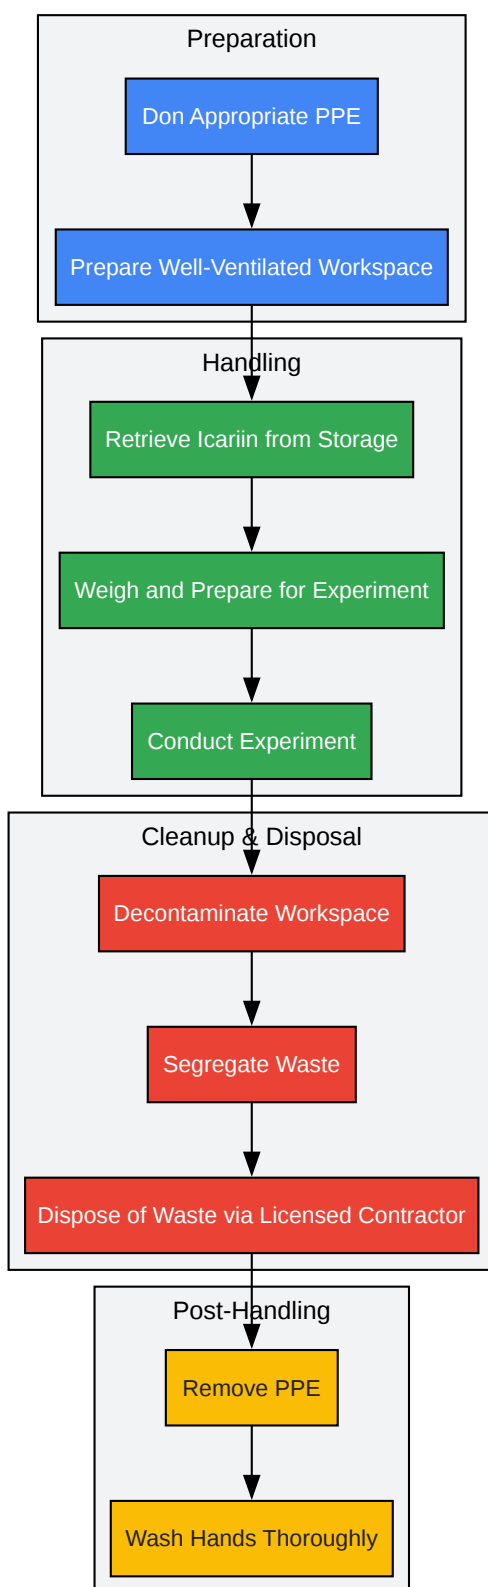 Preparation
Don Appropriate PPE
Prepare Well-Ventilated Workspace
Handling
Retrieve Icariin from Storage
Weigh and Prepare for Experiment
Conduct Experiment
Cleanup & Disposal
Decontaminate Workspace
Segregate Waste
Dispose of Waste via Licensed Contractor
Post-Handling
Remove PPE
Wash Hands Thoroughly